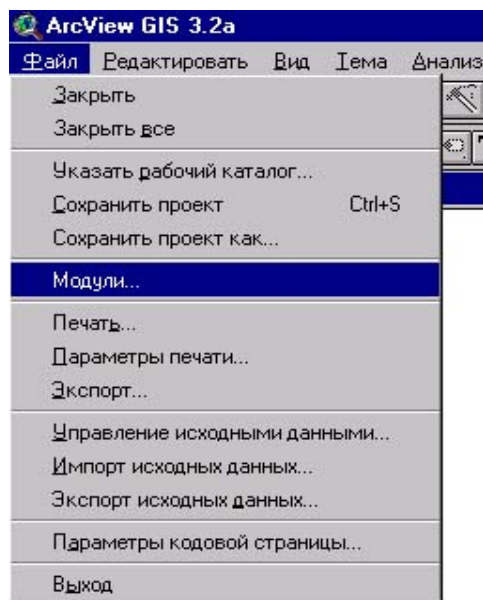 ArcView GIS 3.2a
Файл Редактировать Вид Тема Анализ
Закрыть
Закрыть все
Указать рабочий каталог...
Сохранить проект Ctrl+S
Сохранить проект как...
Модули...
Печать...
Параметры печати...
Экспорт...
Управление исходными данными...
Импорт исходных данных...
Экспорт исходных данных...
Параметры кодовой страницы...
Выход